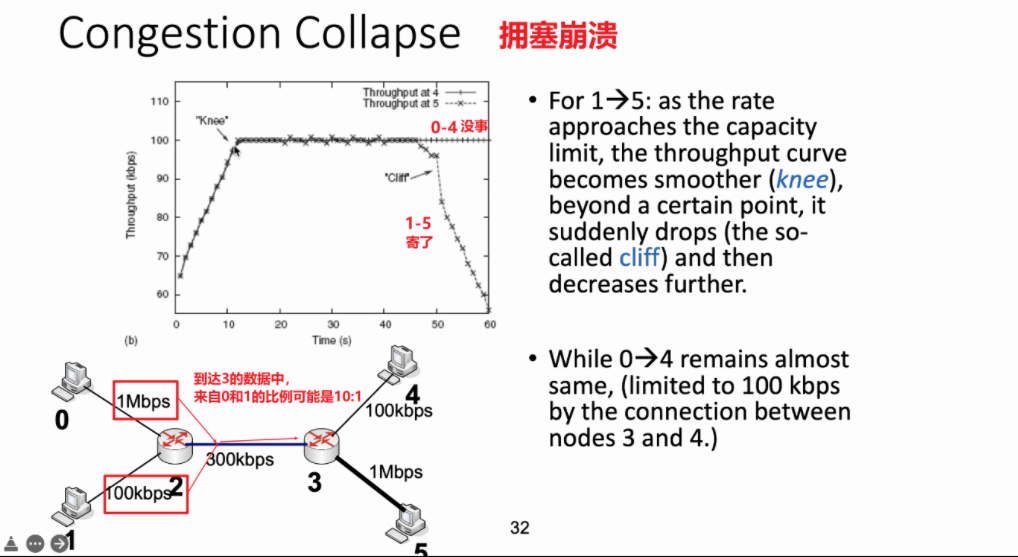 Congestion Collapse 拥塞崩溃
110
100
90
80
70
60
Throughput (kbps)
Throughput at 4
Throughput at 5
"Knee"
0-4 没事
"Cliff"
1-5
寄了
0 10 20 30 40 50 60
(b)
Time (s)
• For 1→5: as the rate
approaches the capacity
limit, the throughput curve
becomes smoother (knee),
beyond a certain point, it
suddenly drops (the so-
called cliff) and then
decreases further.
• While 0→4 remains almost
same, (limited to 100 kbps
by the connection between
nodes 3 and 4.)
到达3的数据中，
来自0和1的比例可能是10:1
0
1Mbps
4
100kbps
2
300kbps
3
1Mbps
100kbps
1
5
32